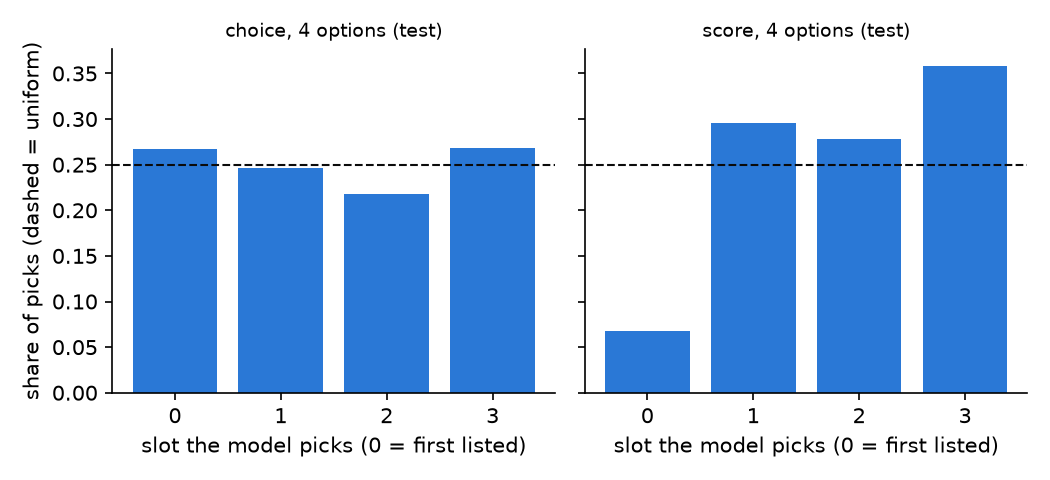 choice, 4 options (test)
score, 4 options (test)
share of picks (dashed = uniform)
0.35
0.30
0.25
0.20
0.15
0.10
0.05
0.00
0 1 2 3
0 1 2 3
slot the model picks (0 = first listed)
slot the model picks (0 = first listed)